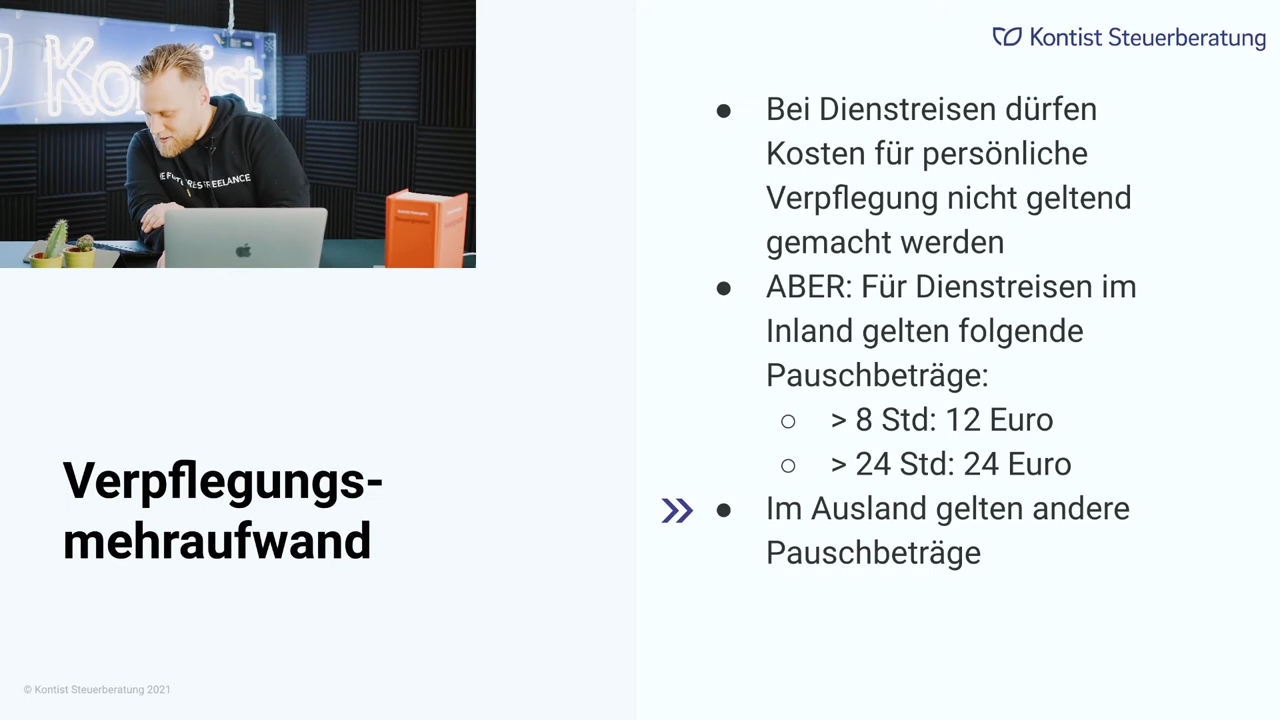 Kontist
Kontist Steuerberatung
● Bei Dienstreisen dürfen
Kosten für persönliche
Verpflegung nicht geltend
gemacht werden
● ABER: Für Dienstreisen im
Inland gelten folgende
Pauschbeträge:
○ > 8 Std: 12 Euro
○ > 24 Std: 24 Euro
● Im Ausland gelten andere
Pauschbeträge
Verpflegungs-
mehraufwand
© Kontist Steuerberatung 2021